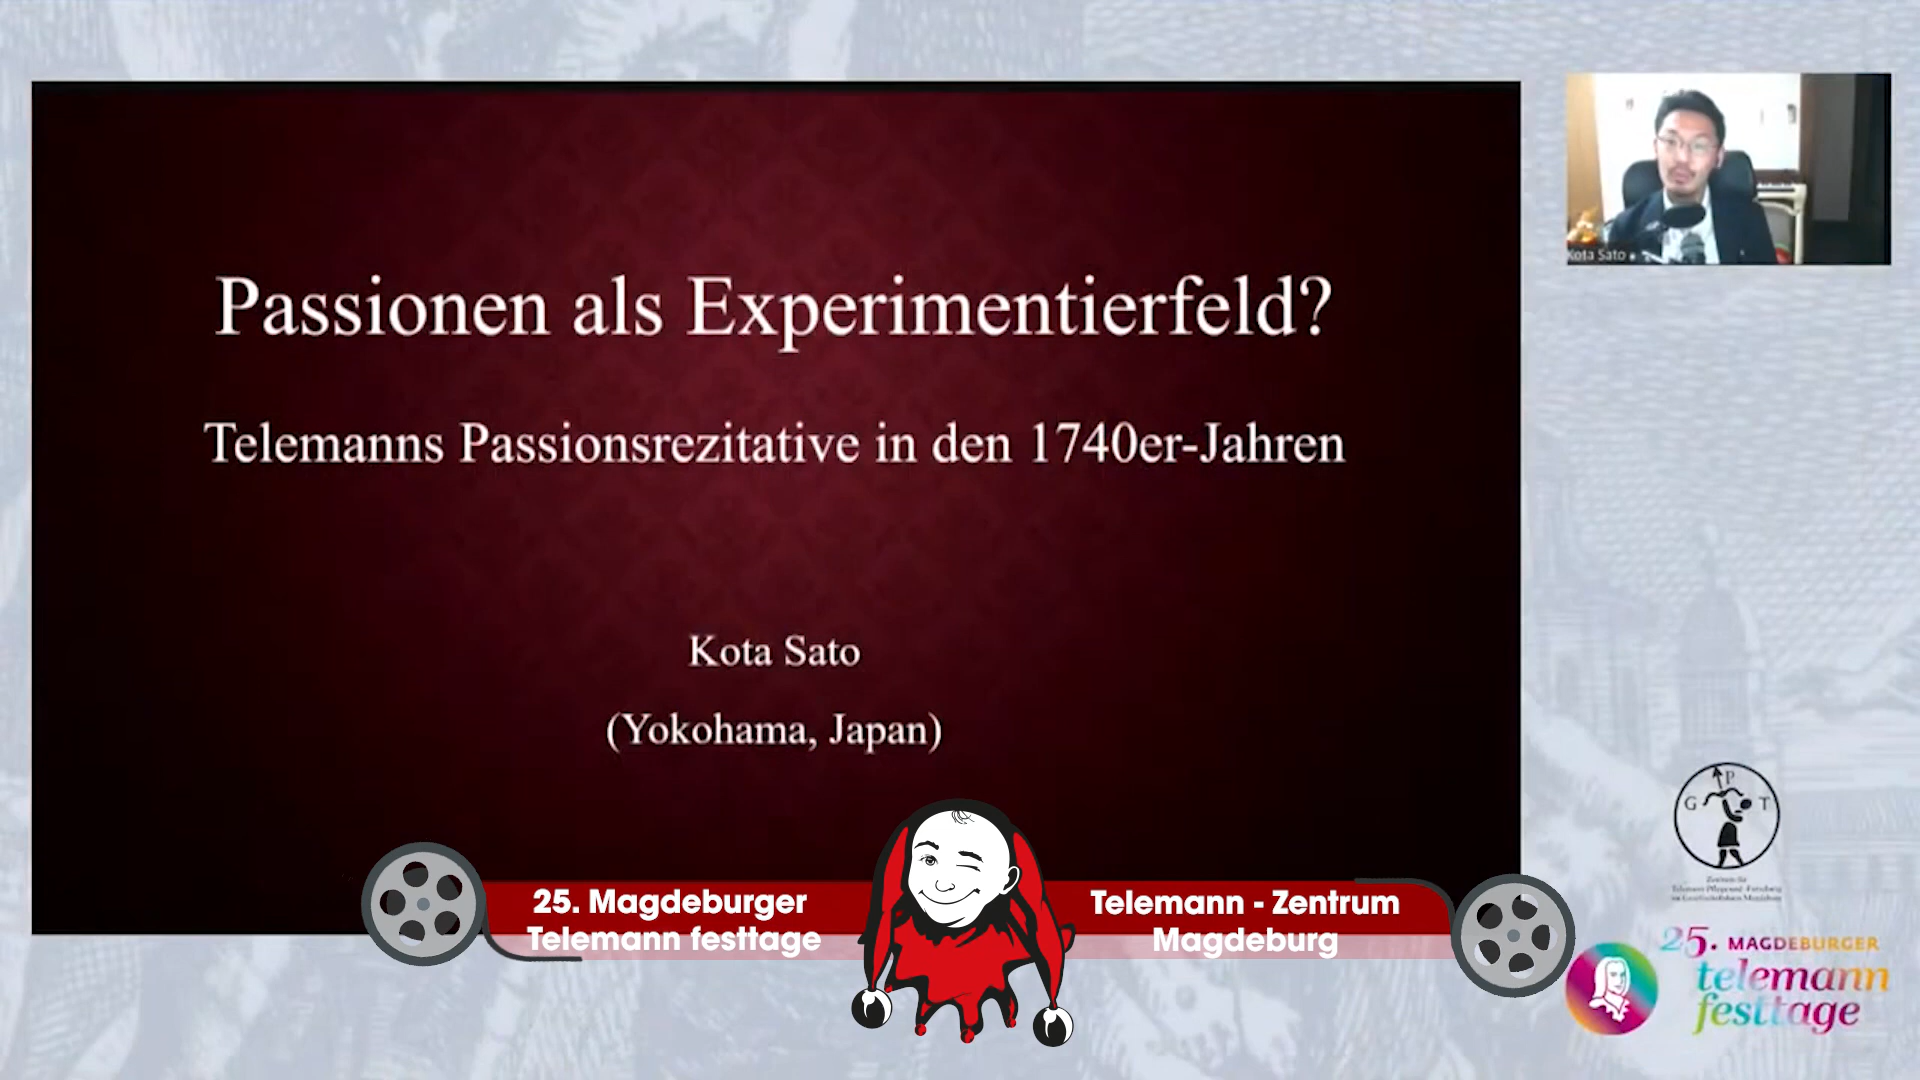 Passionen als Experimentierfeld?
Telemanns Passionsrezitative in den 1740er-Jahren
Kota Sato
(Yokohama, Japan)
Kota Sato
25. Magdeburger
Telemann festtage
Telemann - Zentrum
Magdeburg
G P T
25. MAGDEBURGER
telemann
festtage